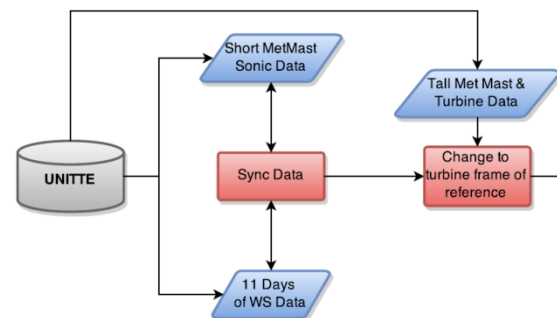 Short MetMast
Sonic Data
Tall Met Mast &
Turbine Data
UNITTE
Sync Data
Change to
turbine frame of
reference
11 Days
of WS Data